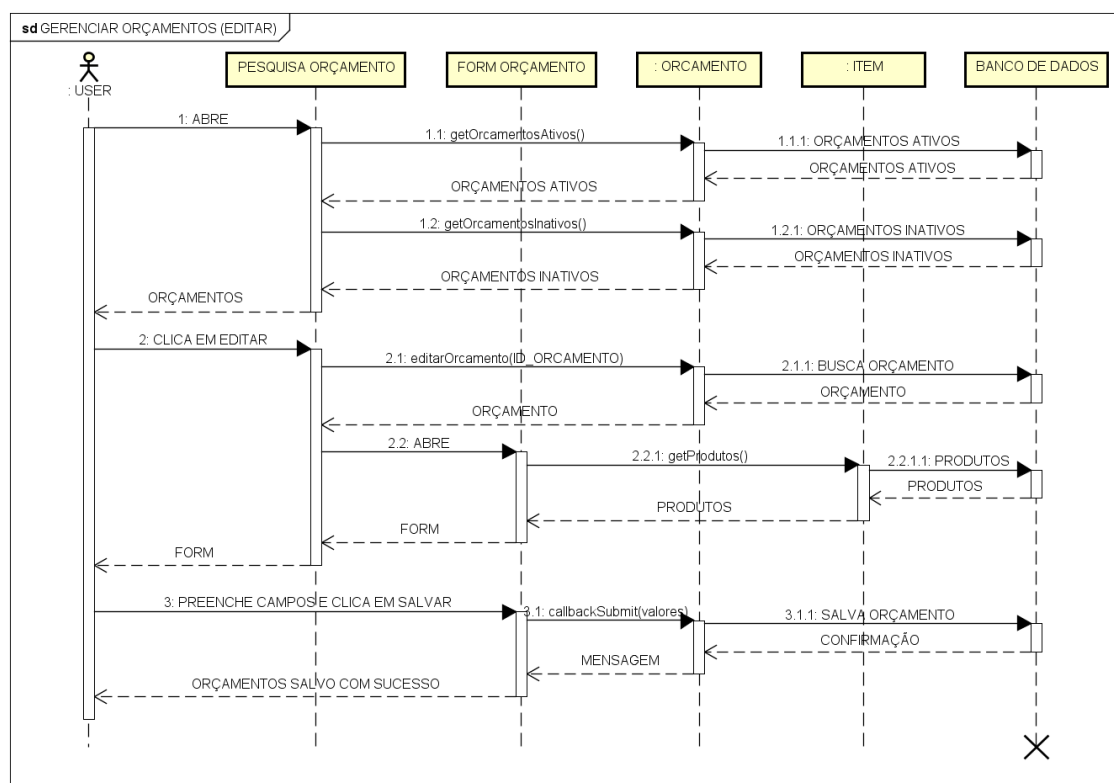 sd GERENCIAR ORÇAMENTOS (EDITAR)
: USER
PESQUISA ORÇAMENTO
FORM ORÇAMENTO
: ORCAMENTO
: ITEM
BANCO DE DADOS
1: ABRE
1.1: getOrcamentosAtivos()
1.1.1: ORÇAMENTOS ATIVOS
ORÇAMENTOS ATIVOS
ORÇAMENTOS ATIVOS
1.2: getOrcamentosInativos()
1.2.1: ORÇAMENTOS INATIVOS
ORÇAMENTOS INATIVOS
ORÇAMENTOS INATIVOS
ORÇAMENTOS
2: CLICA EM EDITAR
2.1: editarOrcamento(ID_ORCAMENTO)
2.1.1: BUSCA ORÇAMENTO
ORÇAMENTO
ORÇAMENTO
2.2: ABRE
2.2.1: getProdutos()
2.2.1.1: PRODUTOS
PRODUTOS
PRODUTOS
FORM
FORM
3: PREENCHE CAMPOS E CLICA EM SALVAR
3.1: callbackSubmit(valores)
3.1.1: SALVA ORÇAMENTO
CONFIRMAÇÃO
MENSAGEM
ORÇAMENTOS SALVO COM SUCESSO